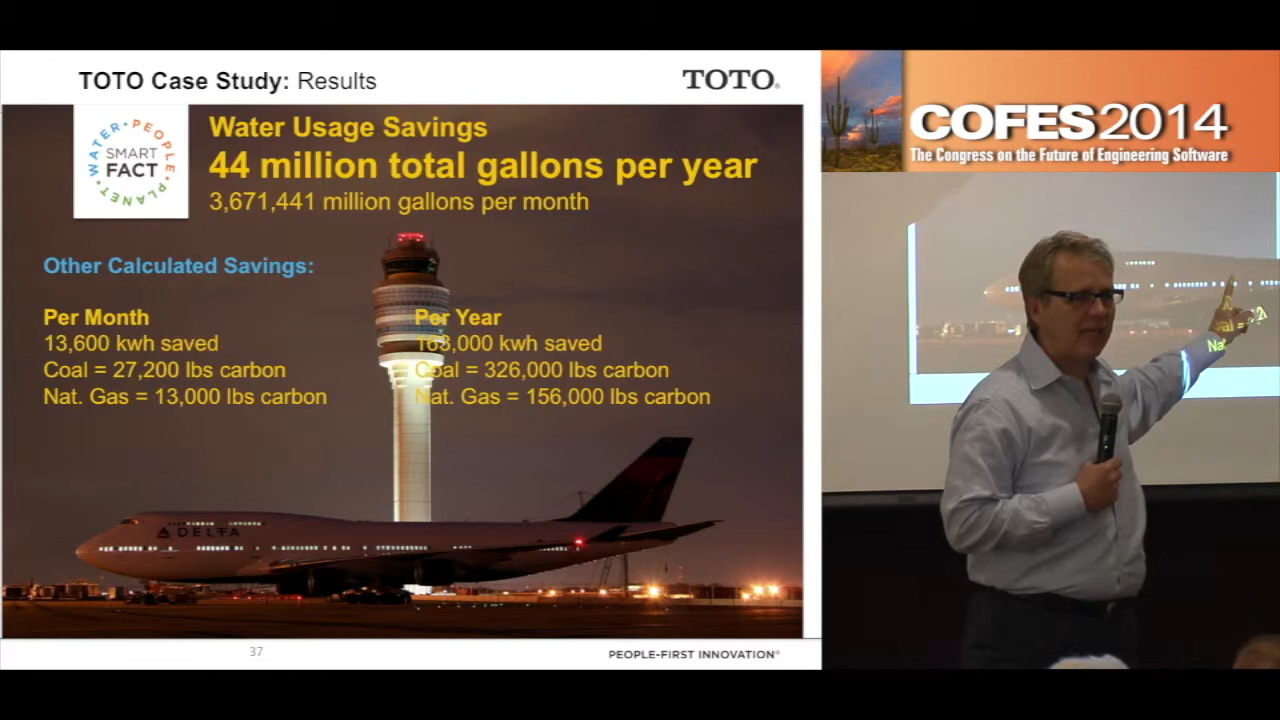 TOTO Case Study: Results
TOTO®
WATER • PEOPLE • PLANET •
SMART
FACT
Water Usage Savings
44 million total gallons per year
3,671,441 million gallons per month
Other Calculated Savings:
Per Month
13,600 kwh saved
Coal = 27,200 lbs carbon
Nat. Gas = 13,000 lbs carbon
Per Year
163,000 kwh saved
Coal = 326,000 lbs carbon
Nat. Gas = 156,000 lbs carbon
DELTA
37
PEOPLE-FIRST INNOVATION®
COFES2014
The Congress on the Future of Engineering Software
Na